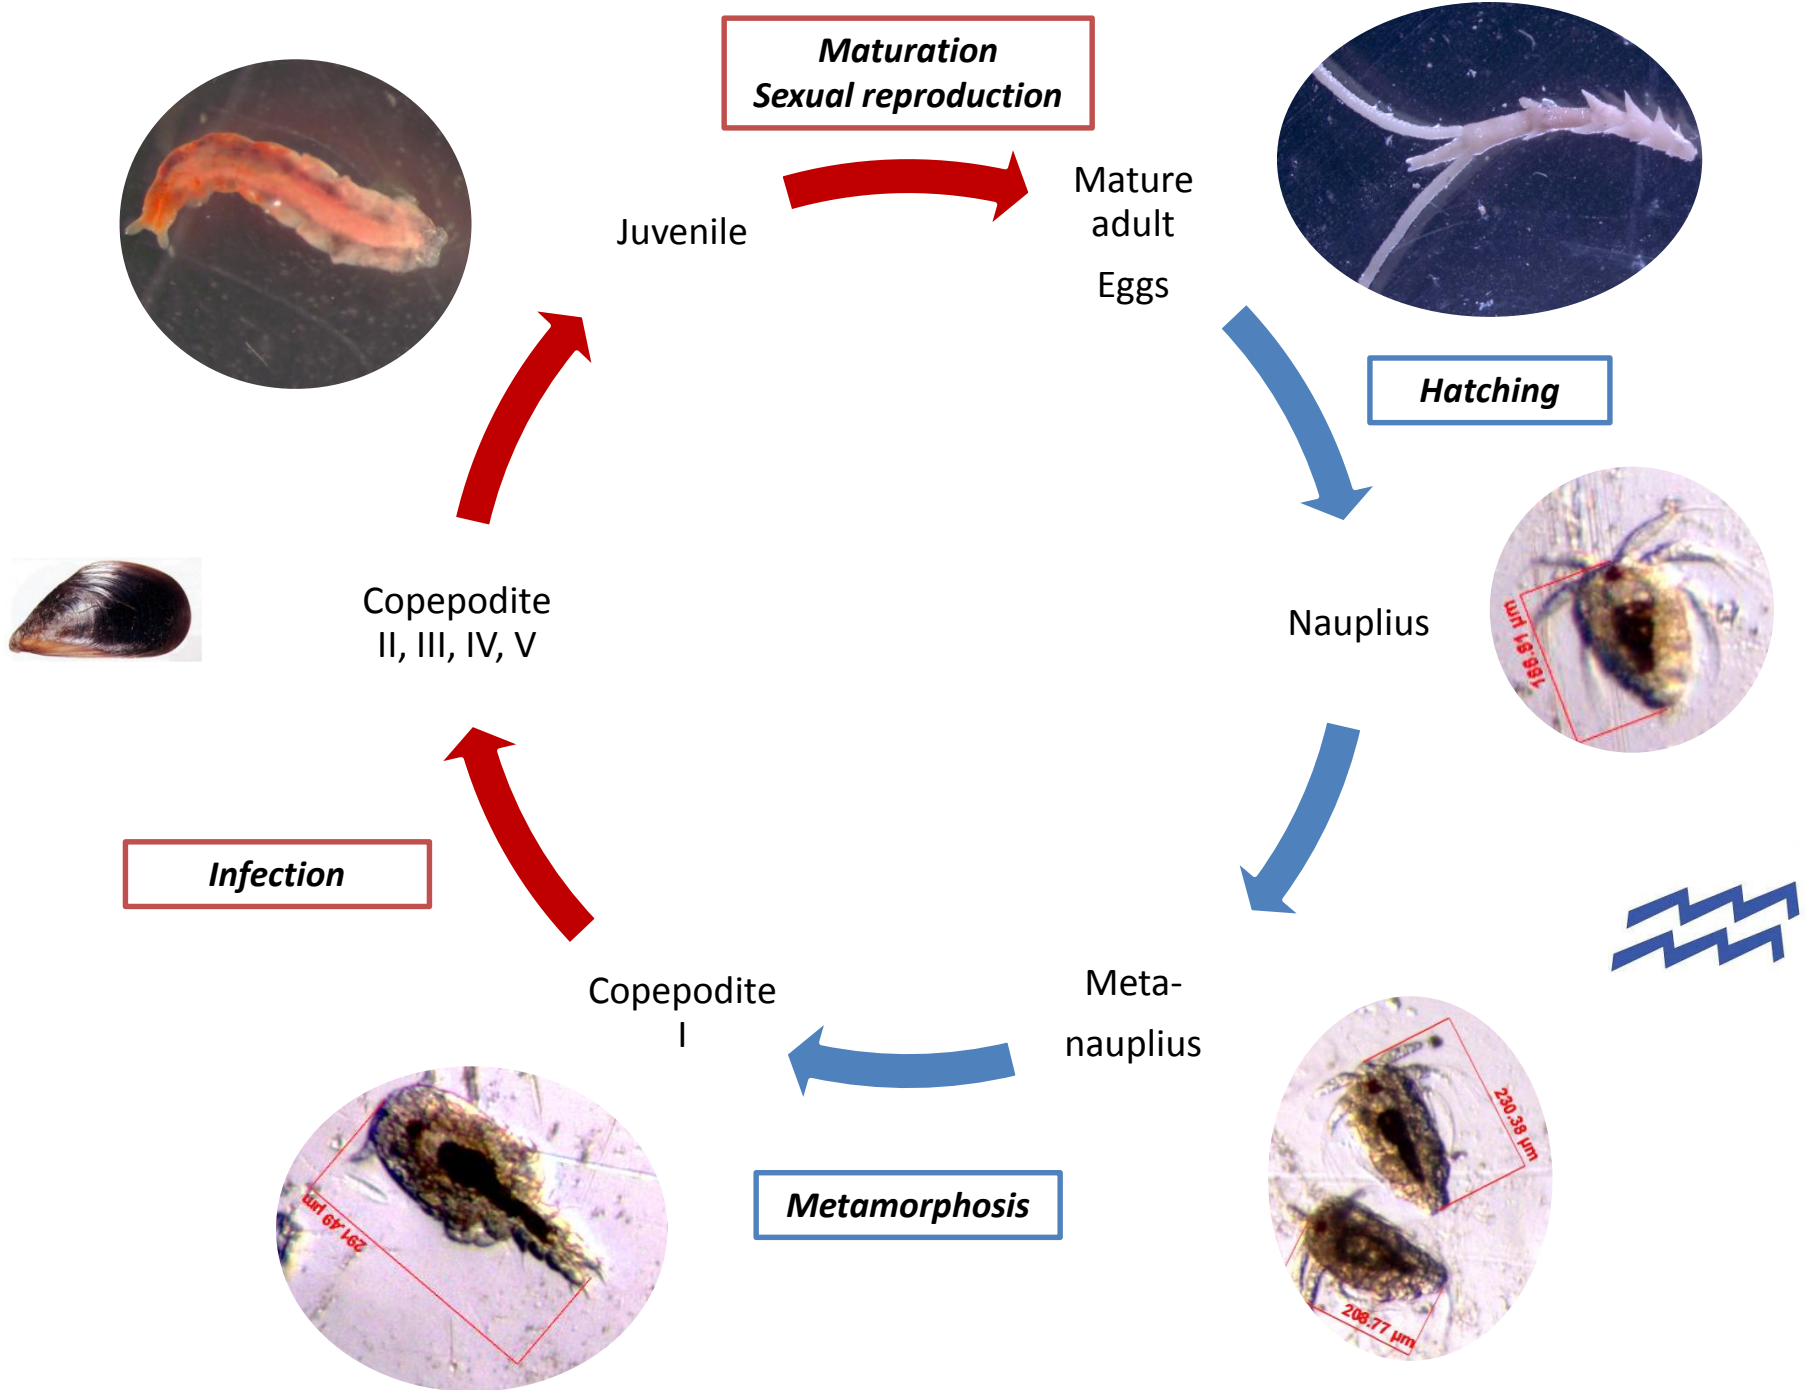 Maturation
Sexual reproduction
Juvenile
Mature
adult
Eggs
Hatching
Nauplius
166.81 µm
Copepodite
II, III, IV, V
Infection
Meta-
nauplius
Copepodite
I
230.38 µm
208.77 µm
Metamorphosis
291.49 µm